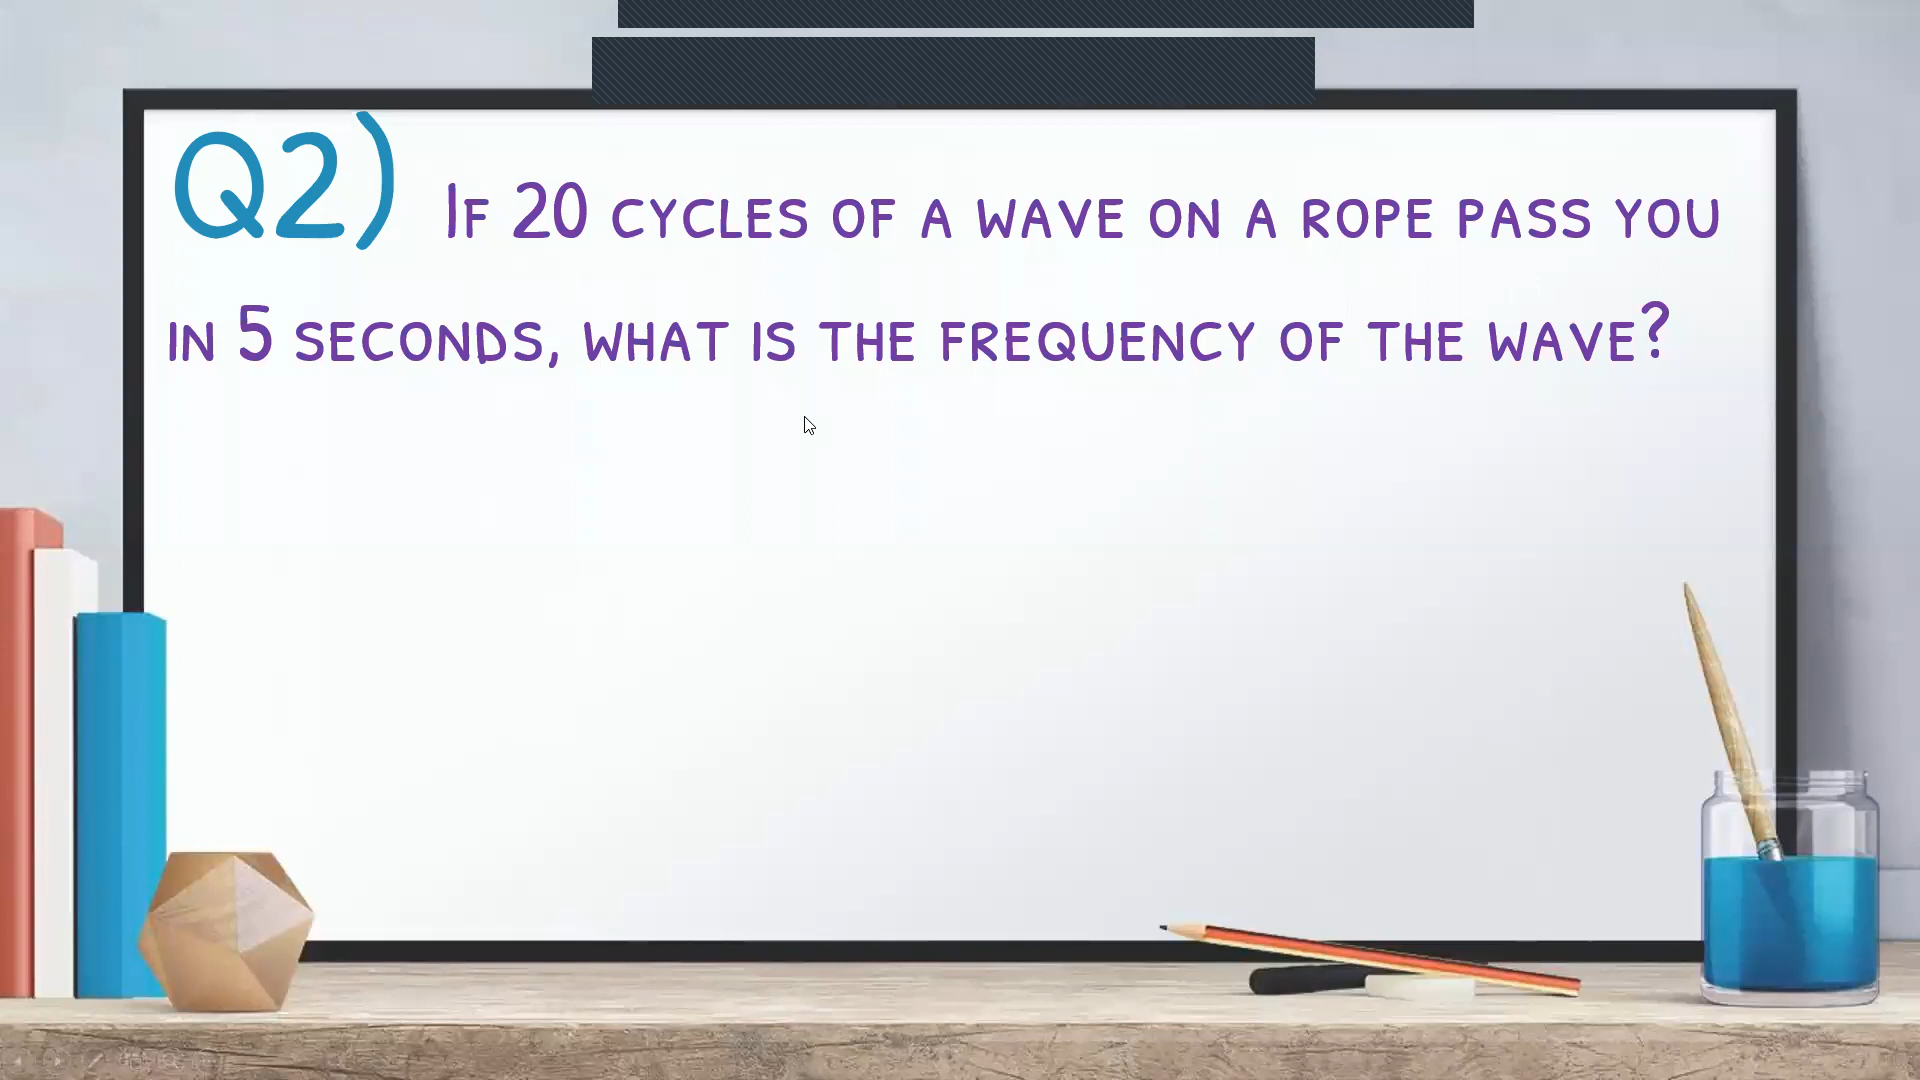 Q2) If 20 cycles of a wave on a rope pass you
in 5 seconds, what is the frequency of the wave?